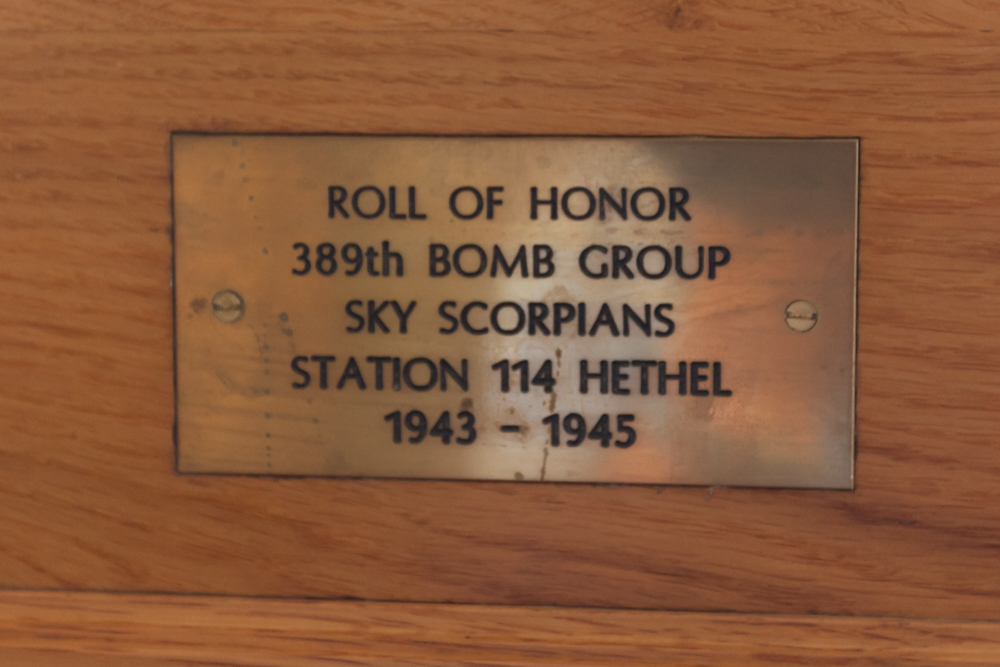 ROLL OF HONOR
389th BOMB GROUP
SKY SCORPIANS
STATION 114 HETHEL
1943 - 1945